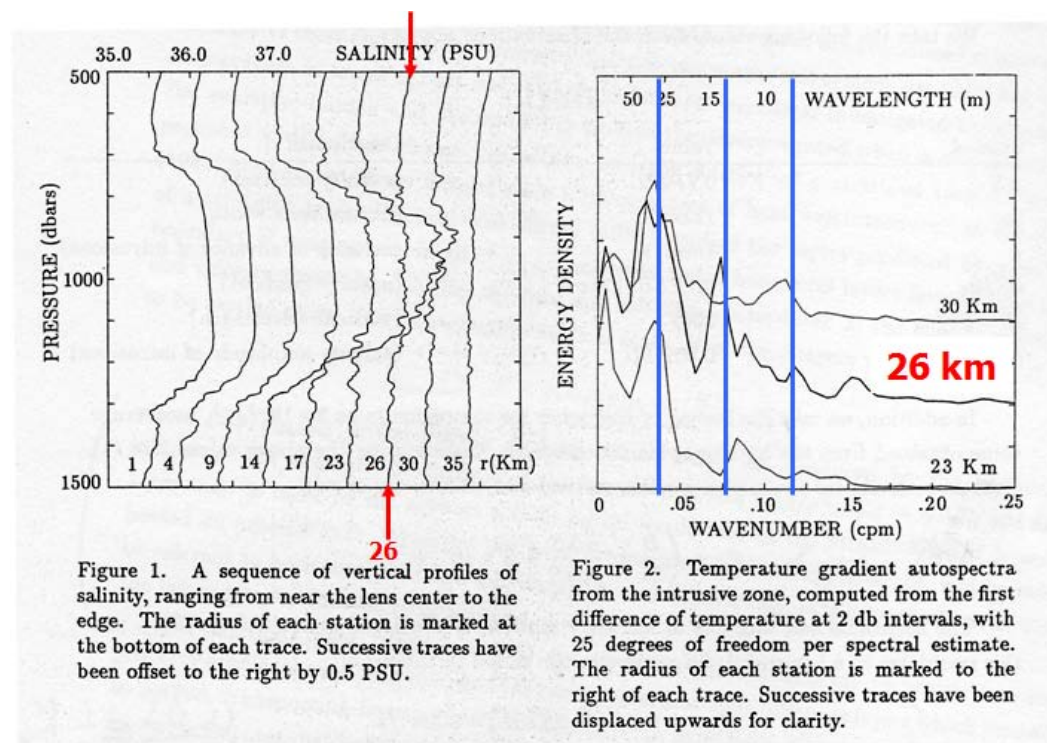 35.0 36.0 37.0 SALINITY (PSU)
500
1000
1500
PRESSURE (dbars)
1 4 9 14 17 23 26 30 35 r(Km)
26
Figure 1. A sequence of vertical profiles of
salinity, ranging from near the lens center to the
edge. The radius of each station is marked at
the bottom of each trace. Successive traces have
been offset to the right by 0.5 PSU.
50 25 15 10 WAVELENGTH (m)
ENERGY DENSITY
30 Km
26 km
23 Km
0 .05 .10 .20 .25
WAVENUMBER (cpm)
Figure 2. Temperature gradient autospectra
from the intrusive zone, computed from the first
difference of temperature at 2 db intervals, with
25 degrees of freedom per spectral estimate.
The radius of each station is marked to the
right of each trace. Successive traces have been
displaced upwards for clarity.